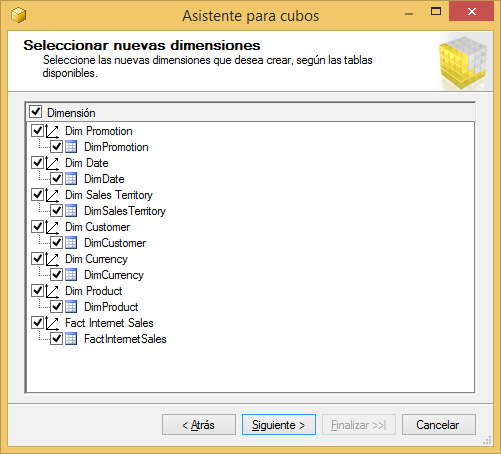 Asistente para cubos
Seleccionar nuevas dimensiones
Seleccione las nuevas dimensiones que desea crear, según las tablas
disponibles.
Dimensión
Dim Promotion
DimPromotion
Dim Date
DimDate
Dim Sales Territory
DimSalesTerritory
Dim Customer
DimCustomer
Dim Currency
DimCurrency
Dim Product
DimProduct
Fact Internet Sales
FactInternetSales
< Atrás
Siguiente >
Finalizar >>|
Cancelar